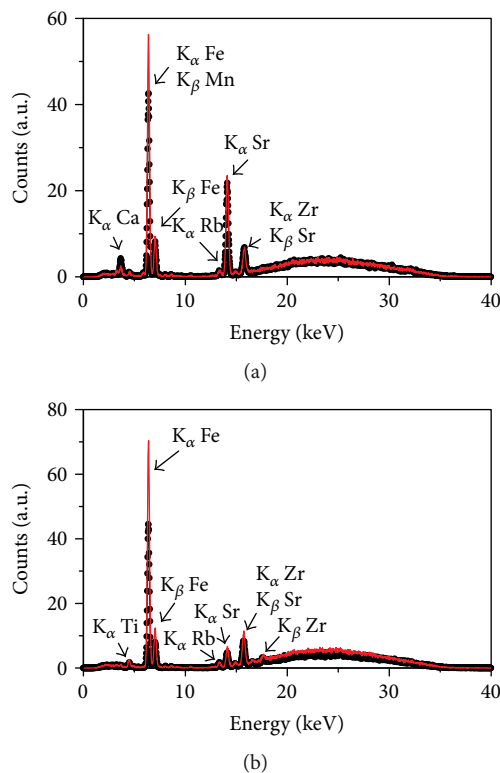 60
40
20
0
Counts (a.u.)
Kα Fe
Kβ Mn
Kα Sr
Kβ Fe
Kα Rb
Kα Ca
Kα Zr
Kβ Sr
0 10 20 30 40
Energy (keV)
(a)
80
60
40
20
0
Counts (a.u.)
Kα Fe
Kβ Fe
Kα Zr
Kβ Sr
Kα Sr
Kβ Zr
Kα Ti
Kα Rb
0 10 20 30 40
Energy (keV)
(b)